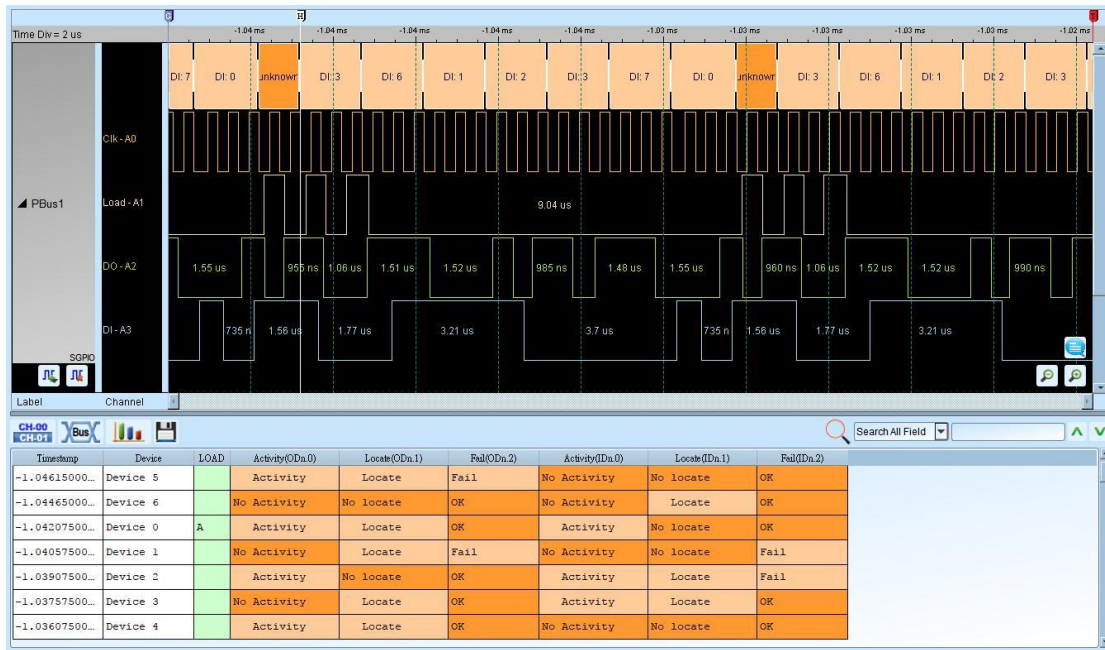 Time Div = 2 us
-1.04 ms -1.04 ms -1.04 ms -1.04 ms -1.04 ms -1.03 ms -1.03 ms -1.03 ms -1.03 ms -1.03 ms -1.02 ms
H
DI: 7 DI: 0 unknown DI: 3 DI: 6 DI: 1 DI: 2 DI: 3 DI: 7 DI: 0 unknown DI: 3 DI: 6 DI: 1 DI: 2 DI: 3
Clk - A0
PBus1 Load - A1 9.04 us
DO - A2 1.55 us 955 ns 1.06 us 1.51 us 1.52 us 985 ns 1.48 us 1.55 us 960 ns 1.06 us 1.52 us 1.52 us 990 ns
DI - A3 735 n 1.56 us 1.77 us 3.21 us 3.7 us 735 n 1.56 us 1.77 us 3.21 us
SGPIO
Label Channel
CH-00
CH-01 Bus Search All Field
Timestamp Device LOAD Activity(ODn.0) Locate(ODn.1) Fail(ODn.2) Activity(IDn.0) Locate(IDn.1) Fail(IDn.2)
-1.04615000... Device 5 Activity Locate Fail No Activity No locate OK
-1.04465000... Device 6 No Activity No locate OK No Activity Locate OK
-1.04207500... Device 0 A Activity Locate OK Activity No locate OK
-1.04057500... Device 1 No Activity Locate Fail No Activity No locate Fail
-1.03907500... Device 2 Activity No locate OK Activity Locate Fail
-1.03757500... Device 3 No Activity Locate OK Activity Locate OK
-1.03607500... Device 4 Activity Locate OK No Activity No locate OK